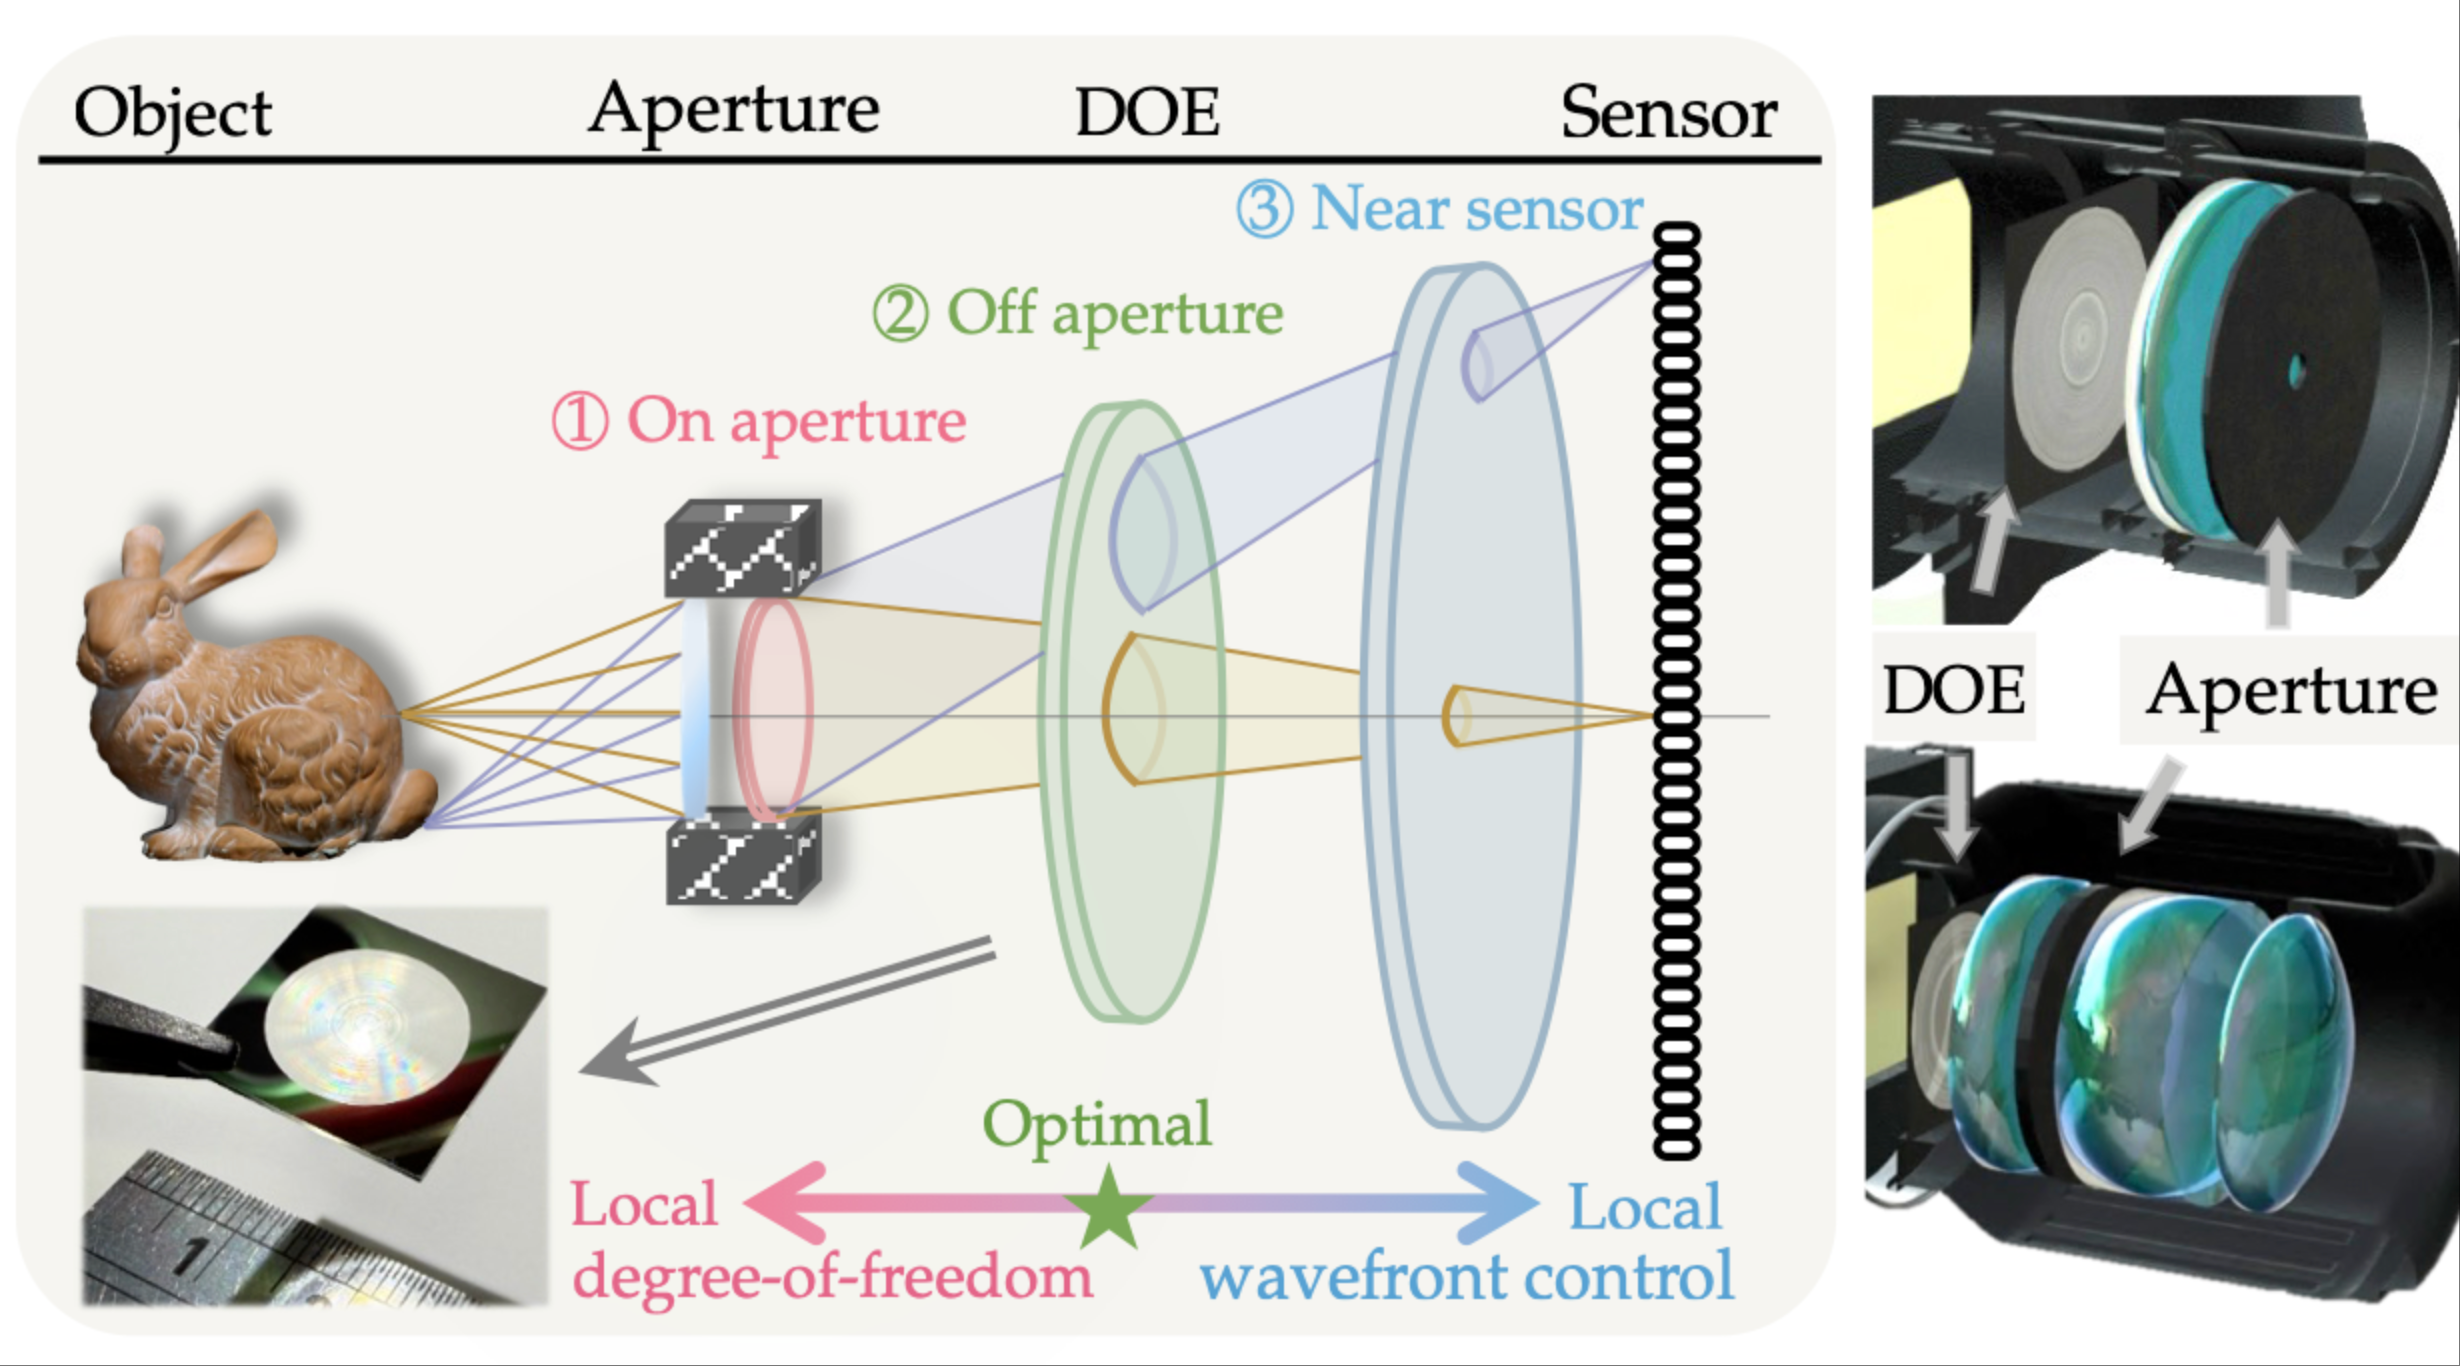 Object
Aperture
DOE
Sensor
③ Near sensor
② Off aperture
① On aperture
Optimal
Local
degree-of-freedom
Local
wavefront control
1
DOE
Aperture